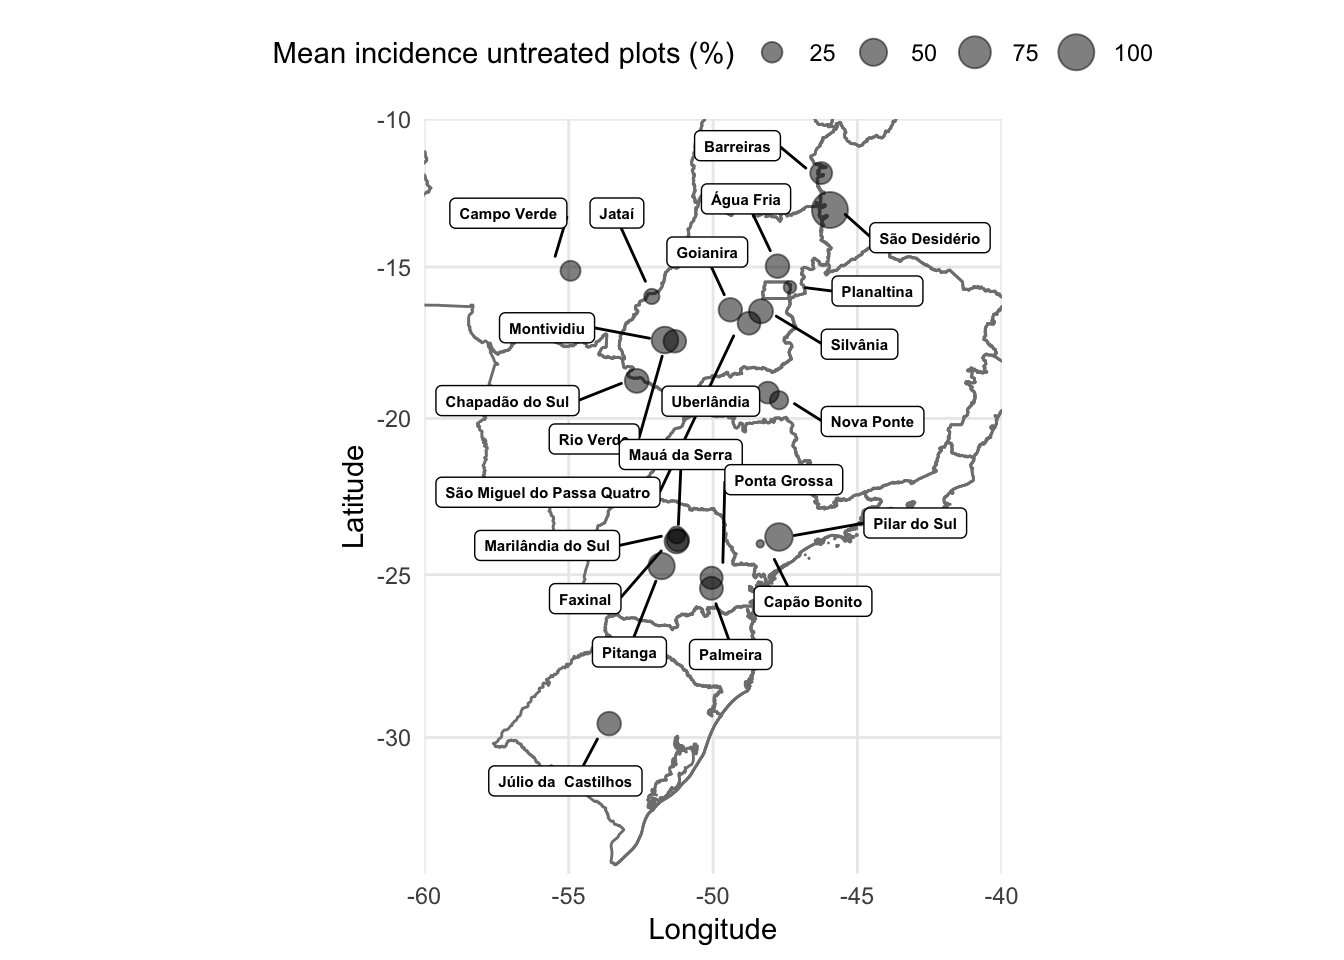 Mean incidence untreated plots (%) 25 50 75 100
-10
Barreiras
Água Fria
Campo Verde
Jataí
São Desidério
Goianira
-15
Planaltina
Montividiu
Silvânia
Chapadão do Sul
Uberlândia
-20
Nova Ponte
Rio Verde
Mauá da Serra
Ponta Grossa
São Miguel do Passa Quatro
Latitude
Pilar do Sul
Marilândia do Sul
-25
Faxinal
Capão Bonito
Pitanga
Palmeira
-30
Júlio da  Castilhos
-60 -55 -50 -45 -40
Longitude